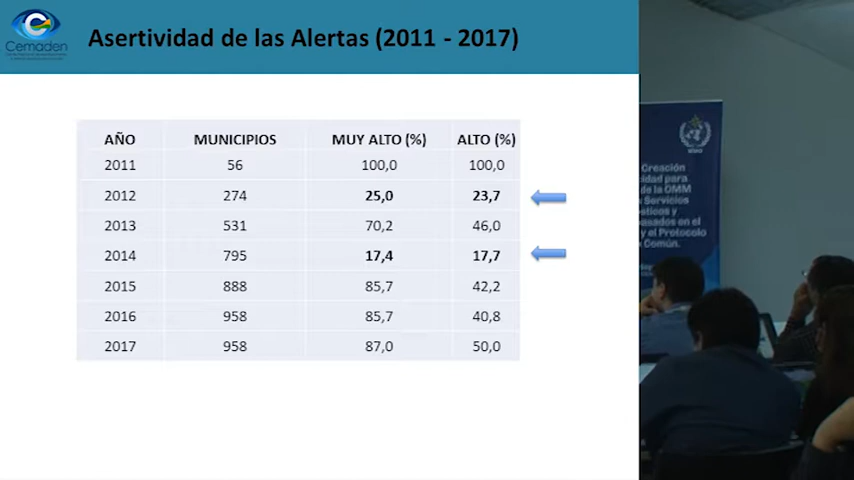 Cemaden
Asertividad de las Alertas (2011 - 2017)
AÑO MUNICIPIOS MUY ALTO (%) ALTO (%)
2011 56 100,0 100,0
2012 274 25,0 23,7
2013 531 70,2 46,0
2014 795 17,4 17,7
2015 888 85,7 42,2
2016 958 85,7 40,8
2017 958 87,0 50,0
Creación
idad para
de la OMM
Servicios
sticos y
asados en el
y el Protocolo
Común.